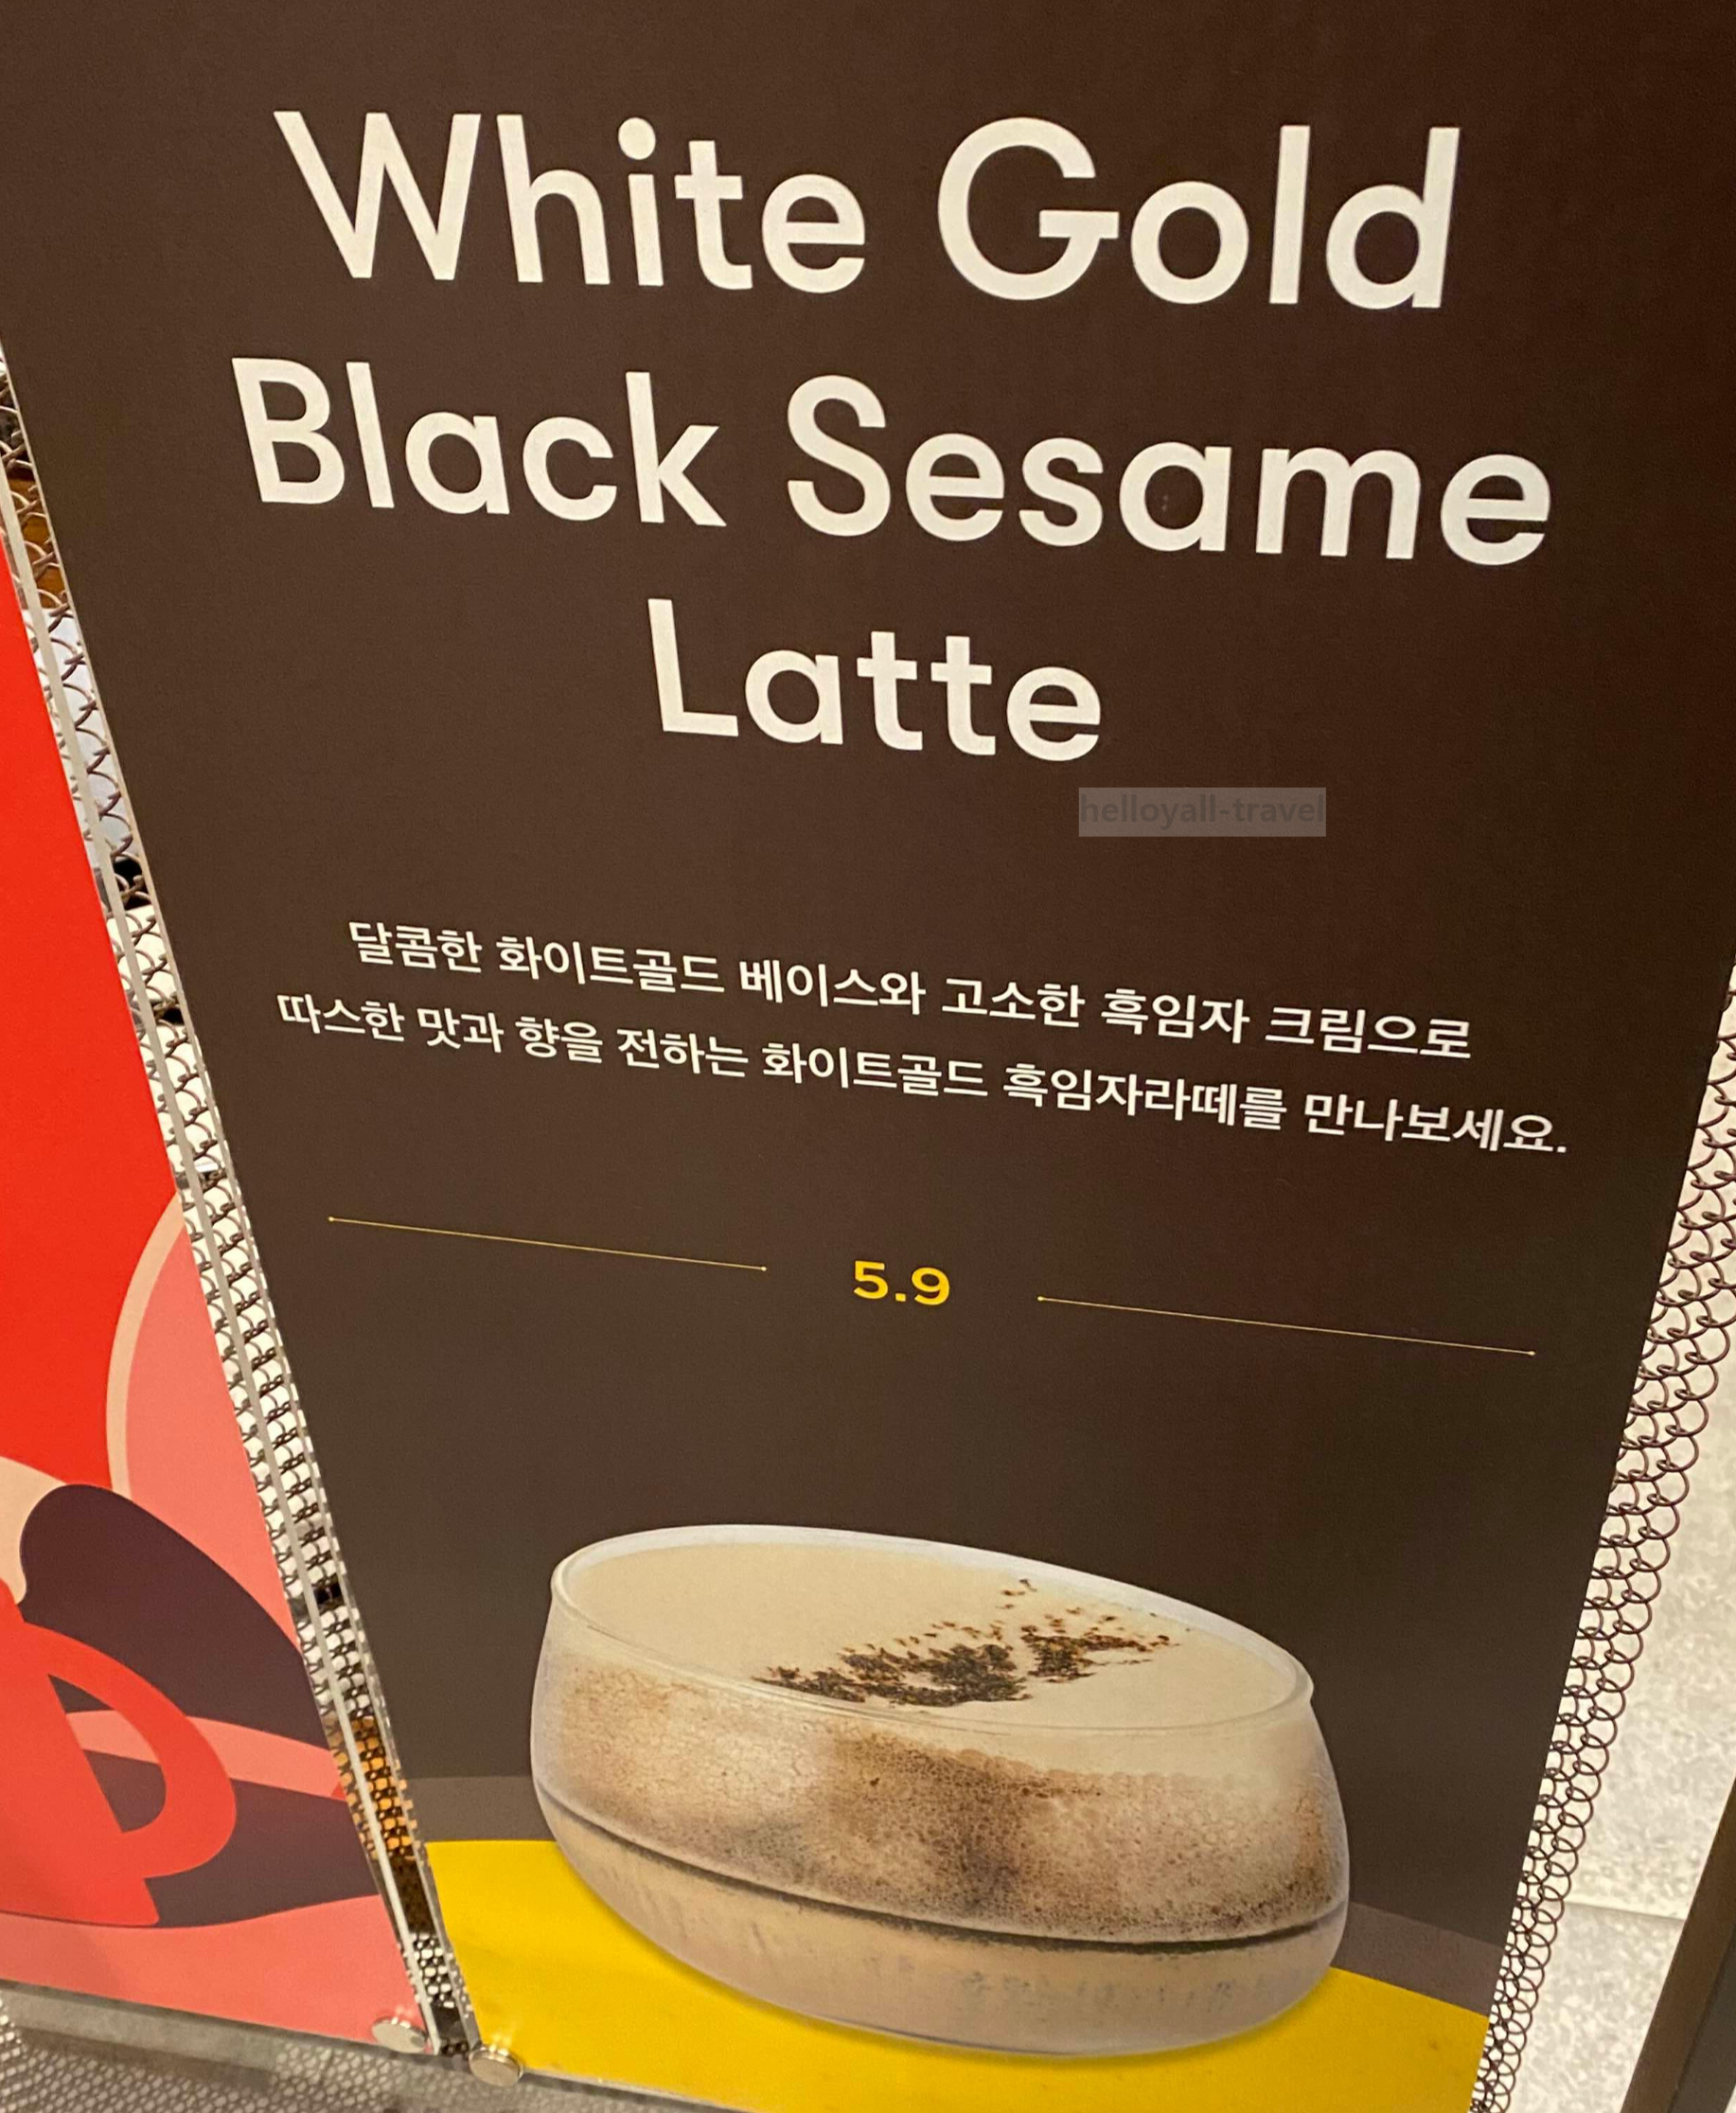 White Gold
Black Sesame
Latte
helloyall-travel
달콤한 화이트골드 베이스와 고소한 흑임자 크림으로
따스한 맛과 향을 전하는 화이트골드 흑임자라떼를 만나보세요.
5.9